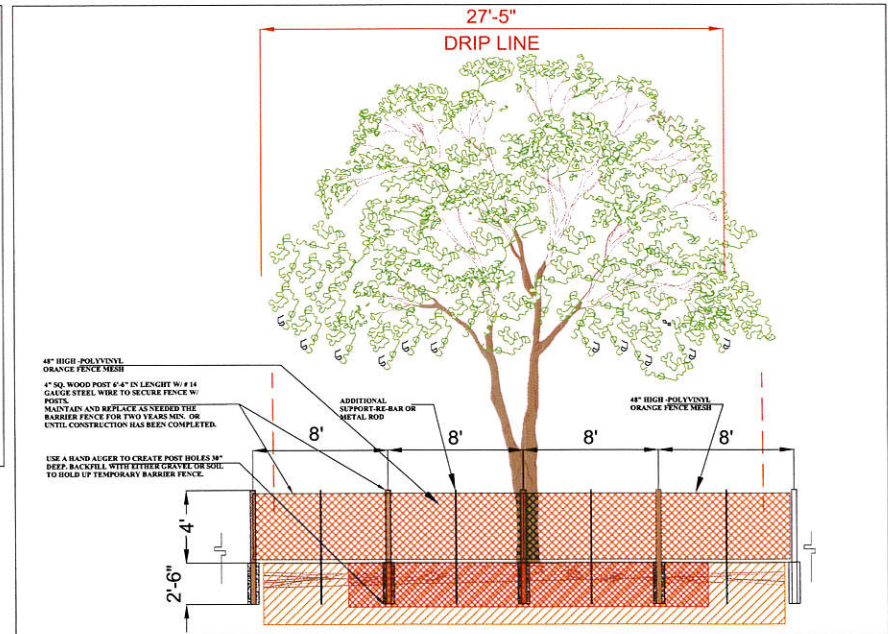 27'-5"
DRIP LINE
48" HIGH -POLYVINYL
ORANGE FENCE MESH
4" SQ. WOOD POST 6'-6" IN LENGHT W/ # 14
GAUGE STEEL WIRE TO SECURE FENCE W/
POSTS.
MAINTAIN AND REPLACE AS NEEDED THE
BARRIER FENCE FOR TWO YEARS MIN. OR
UNTIL CONSTRUCTION HAS BEEN COMPLETED.
ADDITIONAL
SUPPORT-RE-BAR OR
METAL ROD
48" HIGH -POLYVINYL
ORANGE FENCE MESH
8'
8'
8'
8'
USE A HAND AUGER TO CREATE POST HOLES 30"
DEEP. BACKFILL WITH EITHER GRAVEL OR SOIL
TO HOLD UP TEMPORARY BARRIER FENCE.
4'
2'-6"